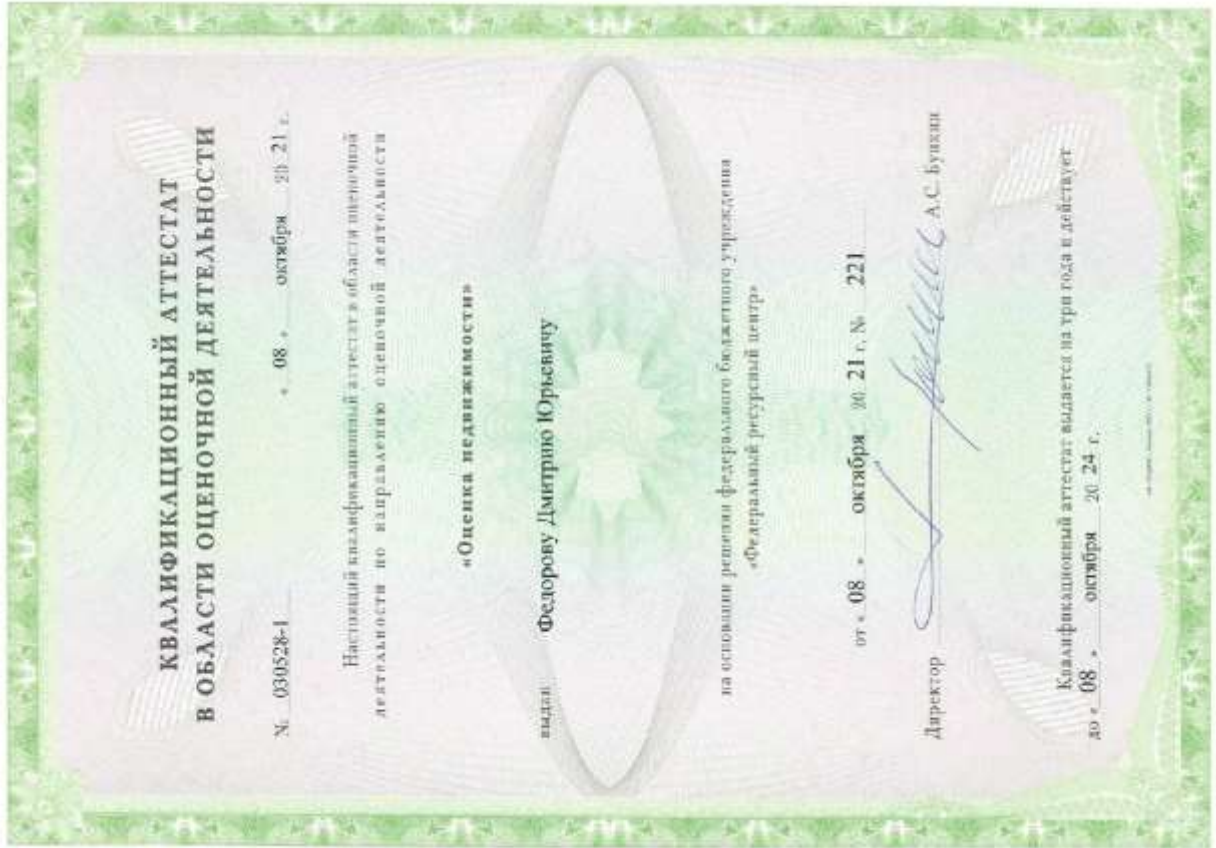 КВАЛИФИКАЦИОННЫЙ АТТЕСТАТ
В ОБЛАСТИ ОЦЕНОЧНОЙ ДЕЯТЕЛЬНОСТИ
№ 030528-1 « 08 » октября 20 21 г.
Настоящий квалификационный аттестат в области оценочной
деятельности по направлению оценочной деятельности
«Оценка недвижимости»
выдан Федорову Дмитрию Юрьевичу
на основании решения федерального бюджетного учреждения
«Федеральный ресурсный центр»
от « 08 » октября 20 21 г. № 221
Директор А.С. Бункин
Квалификационный аттестат выдается на три года и действует
до « 08 » октября 20 24 г.